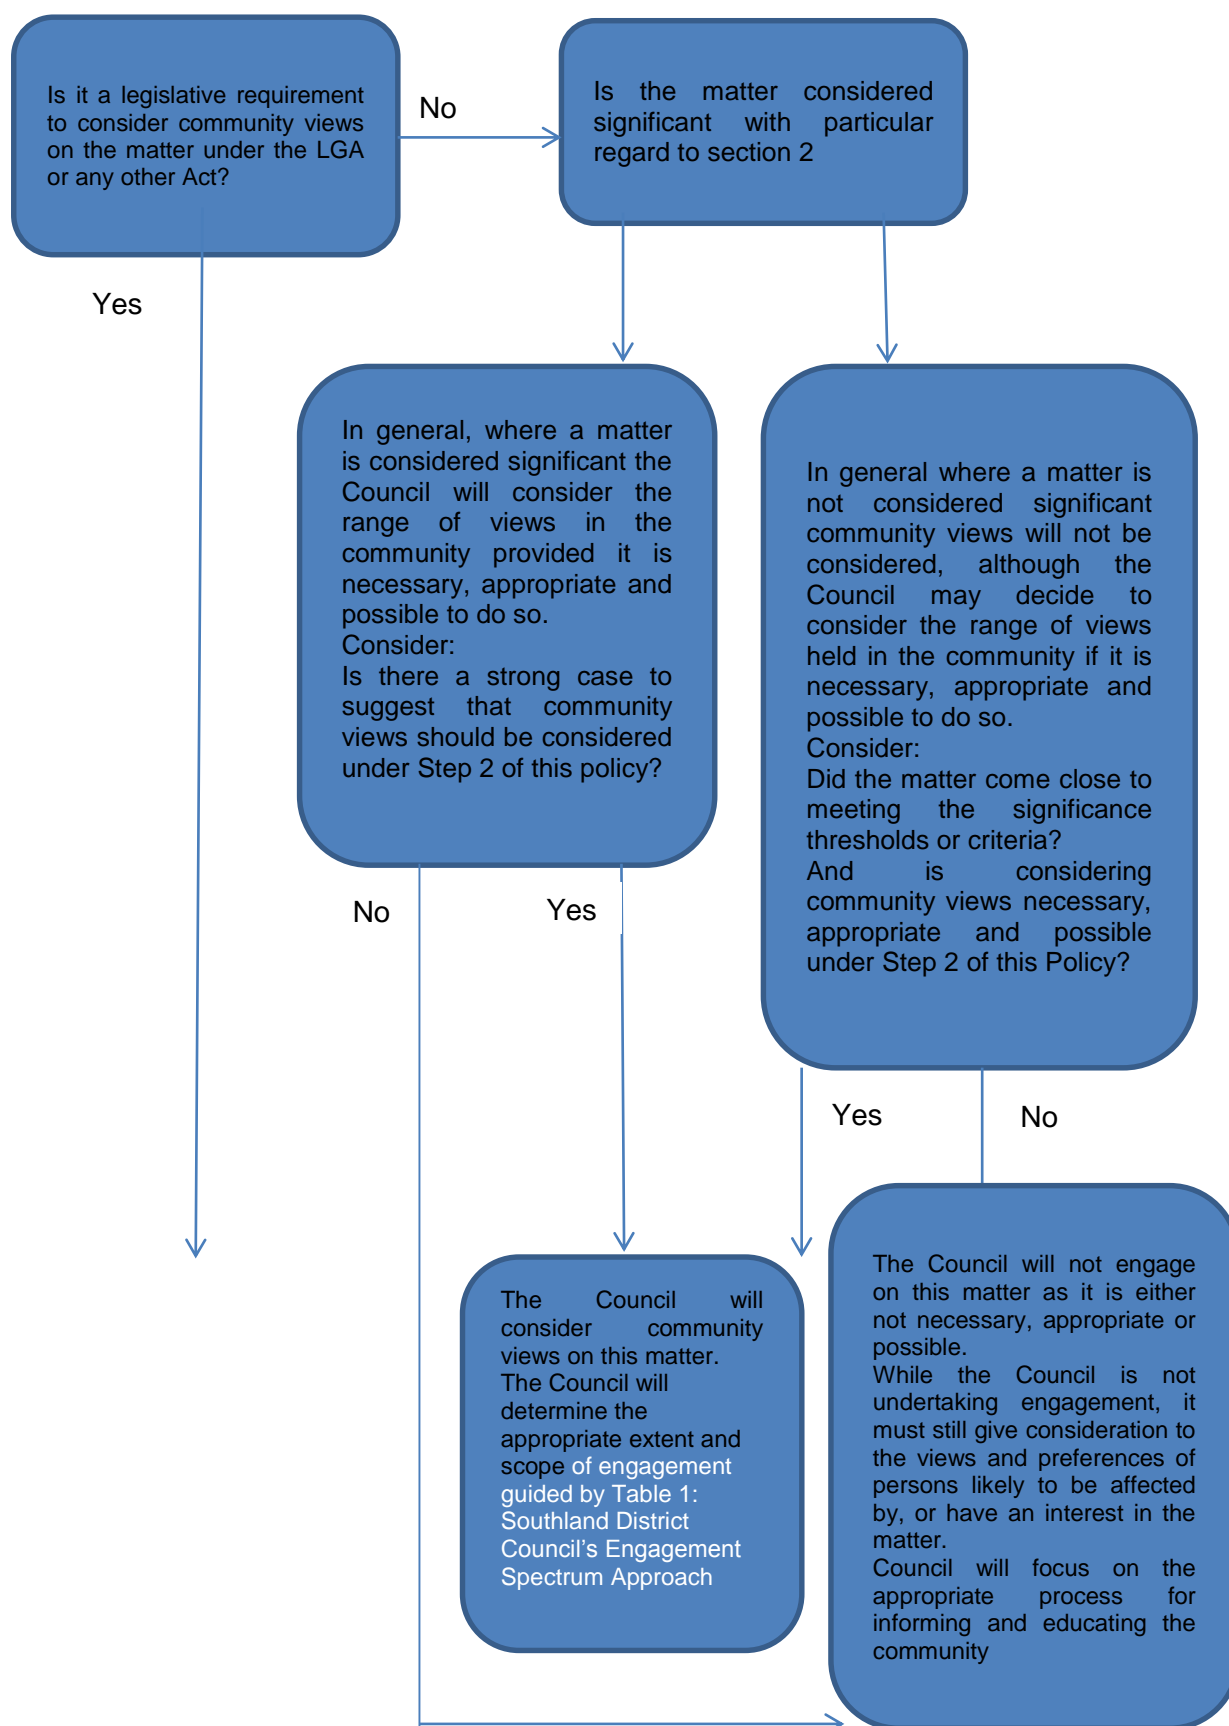 Is it a legislative requirement
to consider community views
on the matter under the LGA
or any other Act?
No
Is the matter considered
significant with particular
regard to section 2
Yes
In general, where a matter
is considered significant the
Council will consider the
range of views in the
community provided it is
necessary, appropriate and
possible to do so.
Consider:
Is there a strong case to
suggest that community
views should be considered
under Step 2 of this policy?
In general where a matter is
not considered significant
community views will not be
considered, although the
Council may decide to
consider the range of views
held in the community if it is
necessary, appropriate and
possible to do so.
Consider:
Did the matter come close to
meeting the significance
thresholds or criteria?
And is considering
community views necessary,
appropriate and possible
under Step 2 of this Policy?
No
Yes
Yes
No
The Council will
consider community
views on this matter.
The Council will
determine the
appropriate extent and
scope of engagement
guided by Table 1:
Southland District
Council’s Engagement
Spectrum Approach
The Council will not engage
on this matter as it is either
not necessary, appropriate or
possible.
While the Council is not
undertaking engagement, it
must still give consideration to
the views and preferences of
persons likely to be affected
by, or have an interest in the
matter.
Council will focus on the
appropriate process for
informing and educating the
community